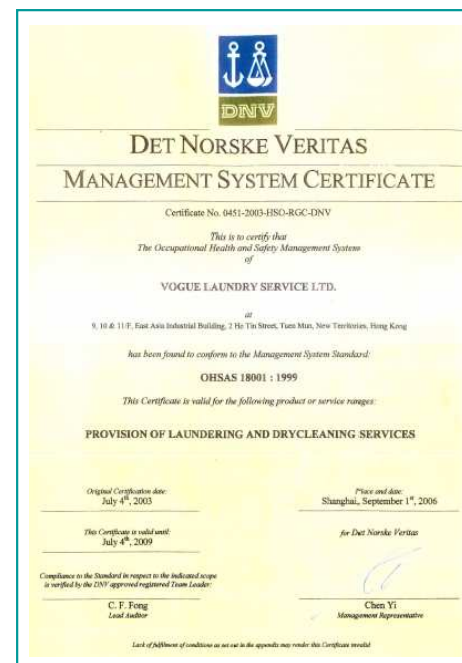 DNV
DET NORSKE VERITAS
MANAGEMENT SYSTEM CERTIFICATE
Certificate No. 0451-2003-HSO-RGC-DNV
This is to certify that
The Occupational Health and Safety Management System
of
VOGUE LAUNDRY SERVICE LTD.
at
9, 10 & 11/F, East Asia Industrial Building, 2 Ho Tin Street, Tuen Mun, New Territories, Hong Kong
has been found to conform to the Management System Standard:
OHSAS 18001 : 1999
This Certificate is valid for the following product or service ranges:
PROVISION OF LAUNDERING AND DRYCLEANING SERVICES
Original Certification date:
July 4th, 2003
Place and date:
Shanghai, September 1st, 2006
This Certificate is valid until:
July 4th, 2009
for Det Norske Veritas
Compliance to the Standard in respect to the indicated scope
is verified by the DNV approved registered Team Leader:
C. F. Fong
Lead Auditor
Chen Yi
Management Representative
Lack of fulfilment of conditions as set out in the appendix may render this Certificate invalid